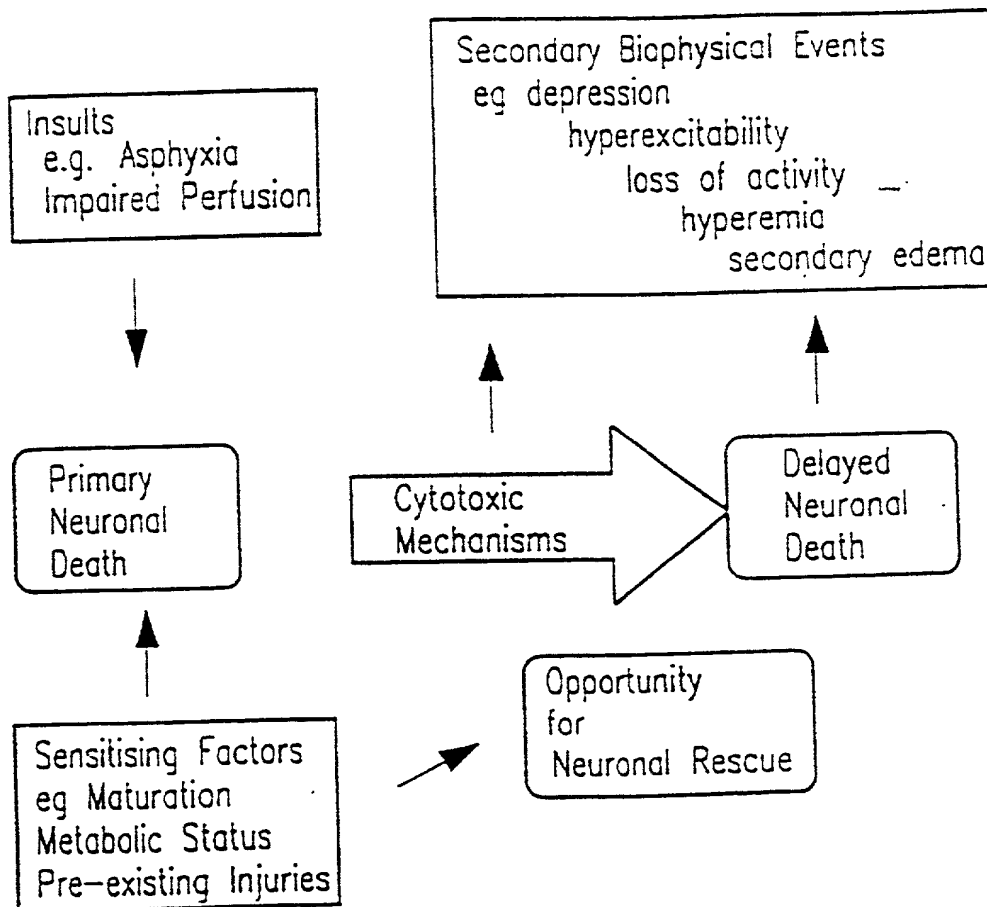 Insults
e.g. Asphyxia
Impaired Perfusion
Secondary Biophysical Events
eg depression
hyperexcitability
loss of activity
hyperemia
secondary edema
Primary
Neuronal
Death
Cytotoxic
Mechanisms
Delayed
Neuronal
Death
Sensitising Factors
eg Maturation
Metabolic Status
Pre-existing Injuries
Opportunity
for
Neuronal Rescue